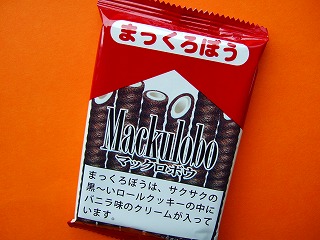 まっくろぼう
Mackulobo
マックロボウ
まっくろぼうは、サクサクの
黒〜いロールクッキーの中に
バニラ味のクリームが入って
います。